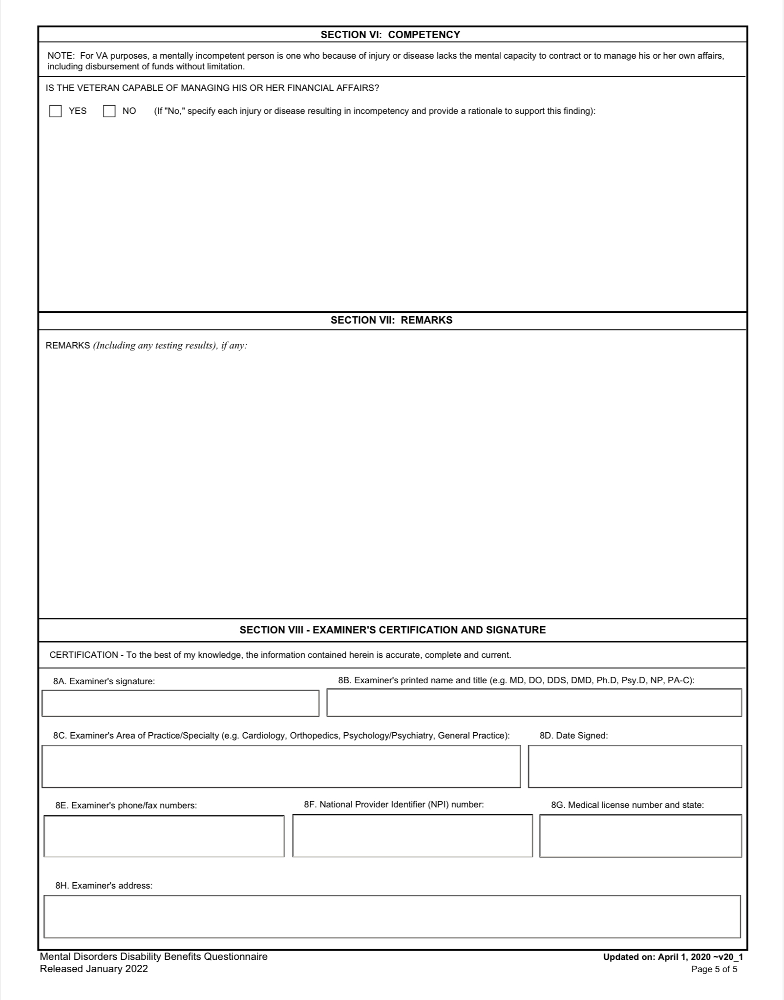 SECTION VI: COMPETENCY
NOTE: For VA purposes, a mentally incompetent person is one who because of injury or disease lacks the mental capacity to contract or to manage his or her own affairs,
including disbursement of funds without limitation.
IS THE VETERAN CAPABLE OF MANAGING HIS OR HER FINANCIAL AFFAIRS?
YES NO (If "No," specify each injury or disease resulting in incompetency and provide a rationale to support this finding):
SECTION VII: REMARKS
REMARKS (Including any testing results), if any:
SECTION VIII - EXAMINER'S CERTIFICATION AND SIGNATURE
CERTIFICATION - To the best of my knowledge, the information contained herein is accurate, complete and current.
8A. Examiner's signature: 8B. Examiner's printed name and title (e.g. MD, DO, DDS, DMD, Ph.D, Psy.D, NP, PA-C):
8C. Examiner's Area of Practice/Specialty (e.g. Cardiology, Orthopedics, Psychology/Psychiatry, General Practice): 8D. Date Signed:
8E. Examiner's phone/fax numbers: 8F. National Provider Identifier (NPI) number: 8G. Medical license number and state:
8H. Examiner's address:
Mental Disorders Disability Benefits Questionnaire Updated on: April 1, 2020 ~v20_1
Released January 2022 Page 5 of 5